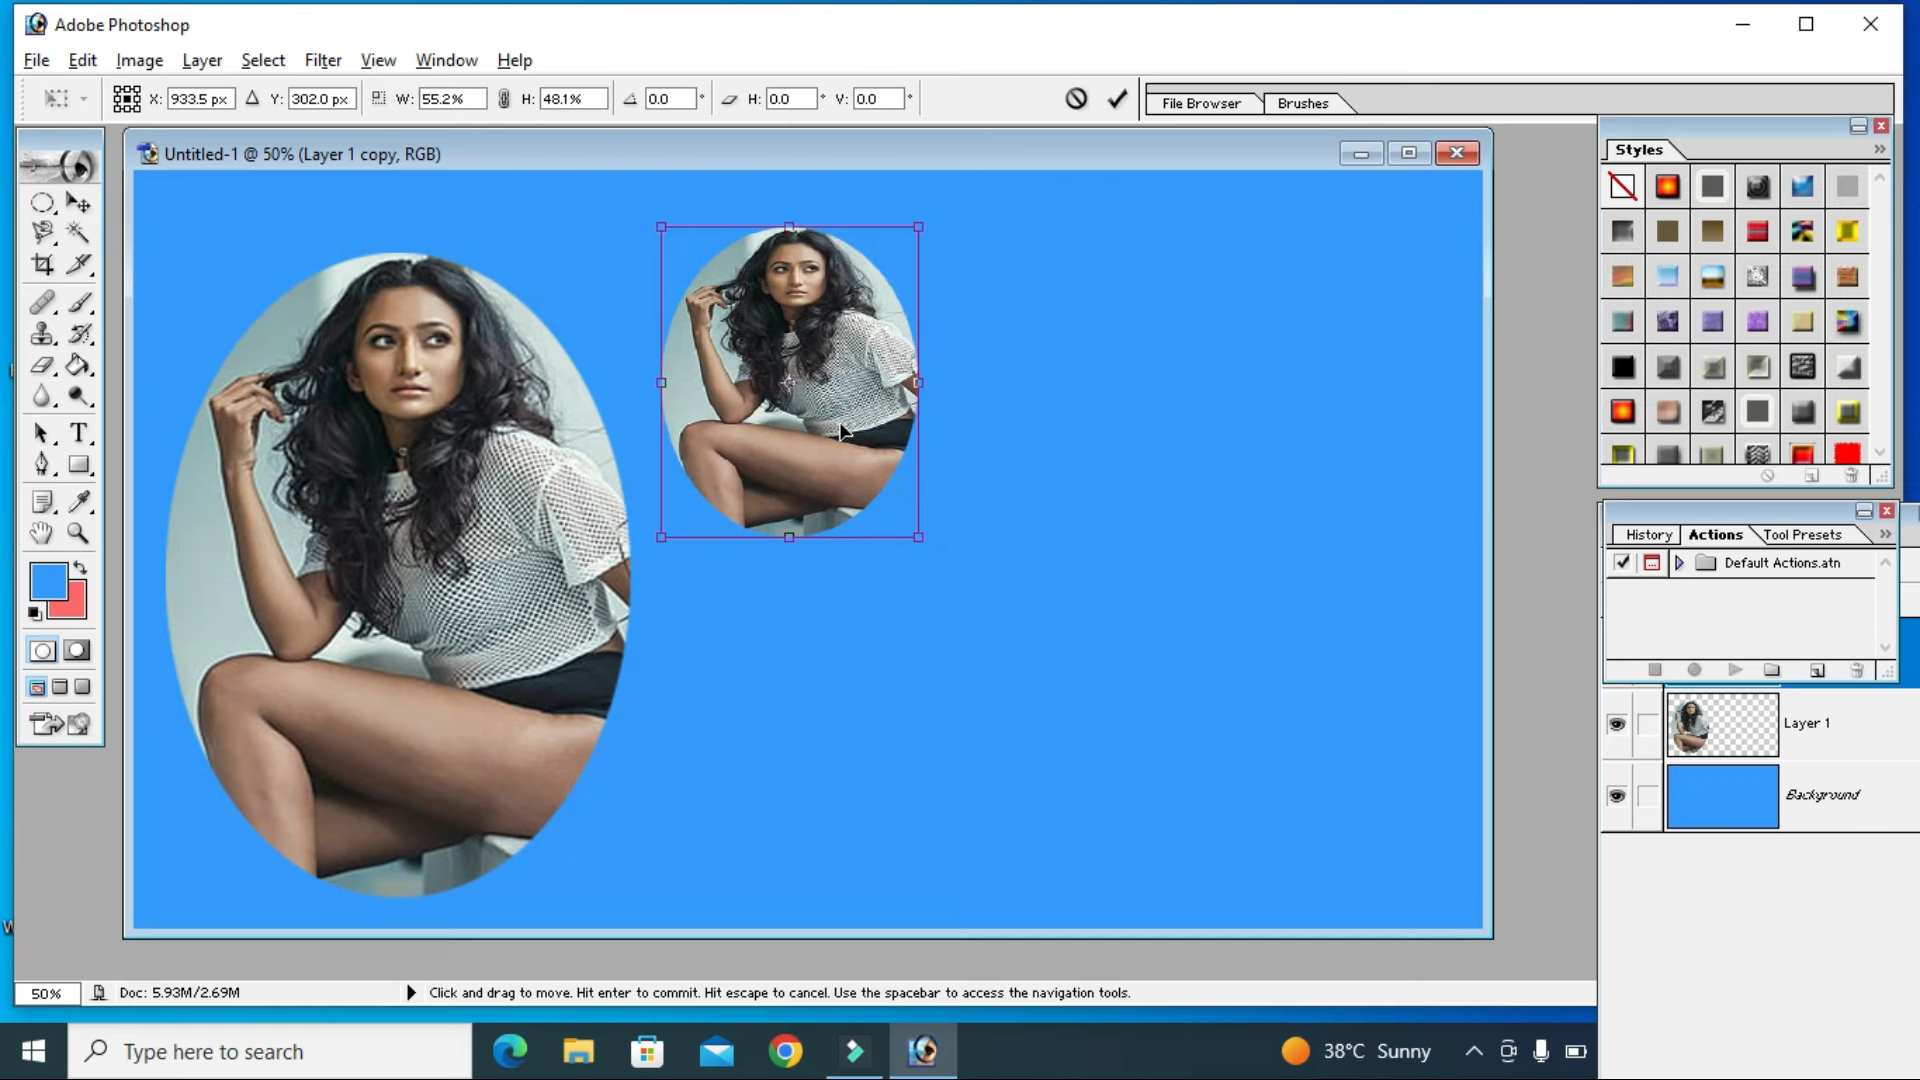 Adobe Photoshop
File Edit Image Layer Select Filter View Window Help
X: 933.5 px Y: 302.0 px W: 55.2% H: 48.1% 0.0 ° H: 0.0 ° V: 0.0 °
File Browser Brushes
Untitled-1 @ 50% (Layer 1 copy, RGB)
Styles
History Actions Tool Presets
Default Actions.atn
Layer 1
Background
50% Doc: 5.93M/2.69M Click and drag to move. Hit enter to commit. Hit escape to cancel. Use the spacebar to access the navigation tools.
Type here to search
38°C Sunny